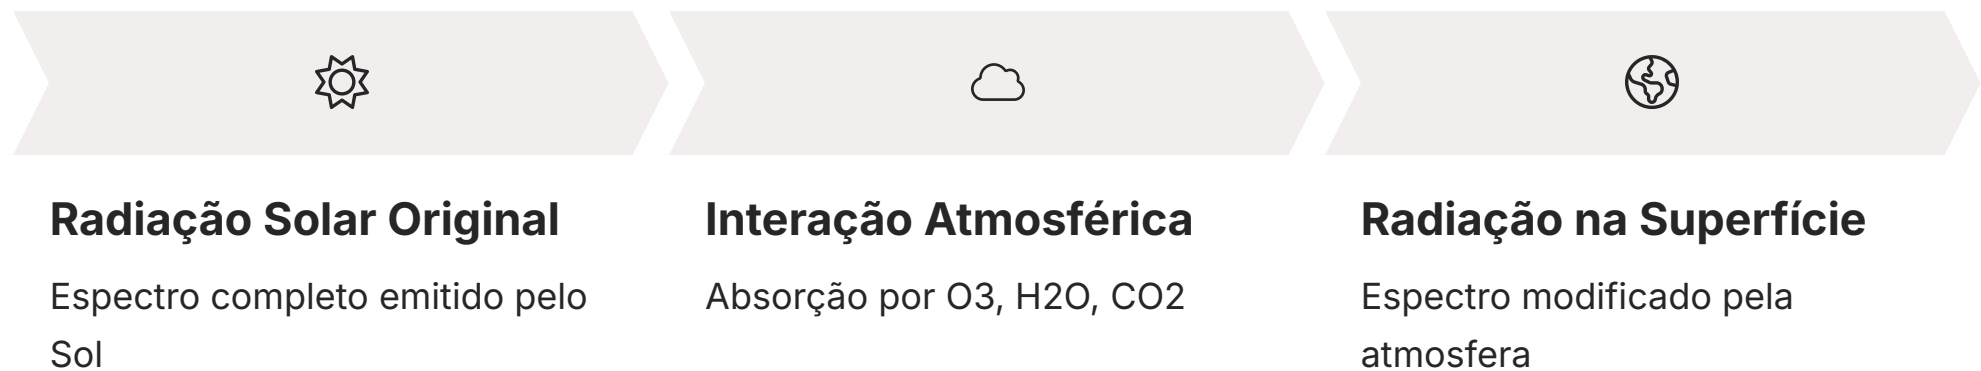 Radiação Solar Original
Espectro completo emitido pelo
Sol
Interação Atmosférica
Absorção por O3, H2O, CO2
Radiação na Superfície
Espectro modificado pela
atmosfera